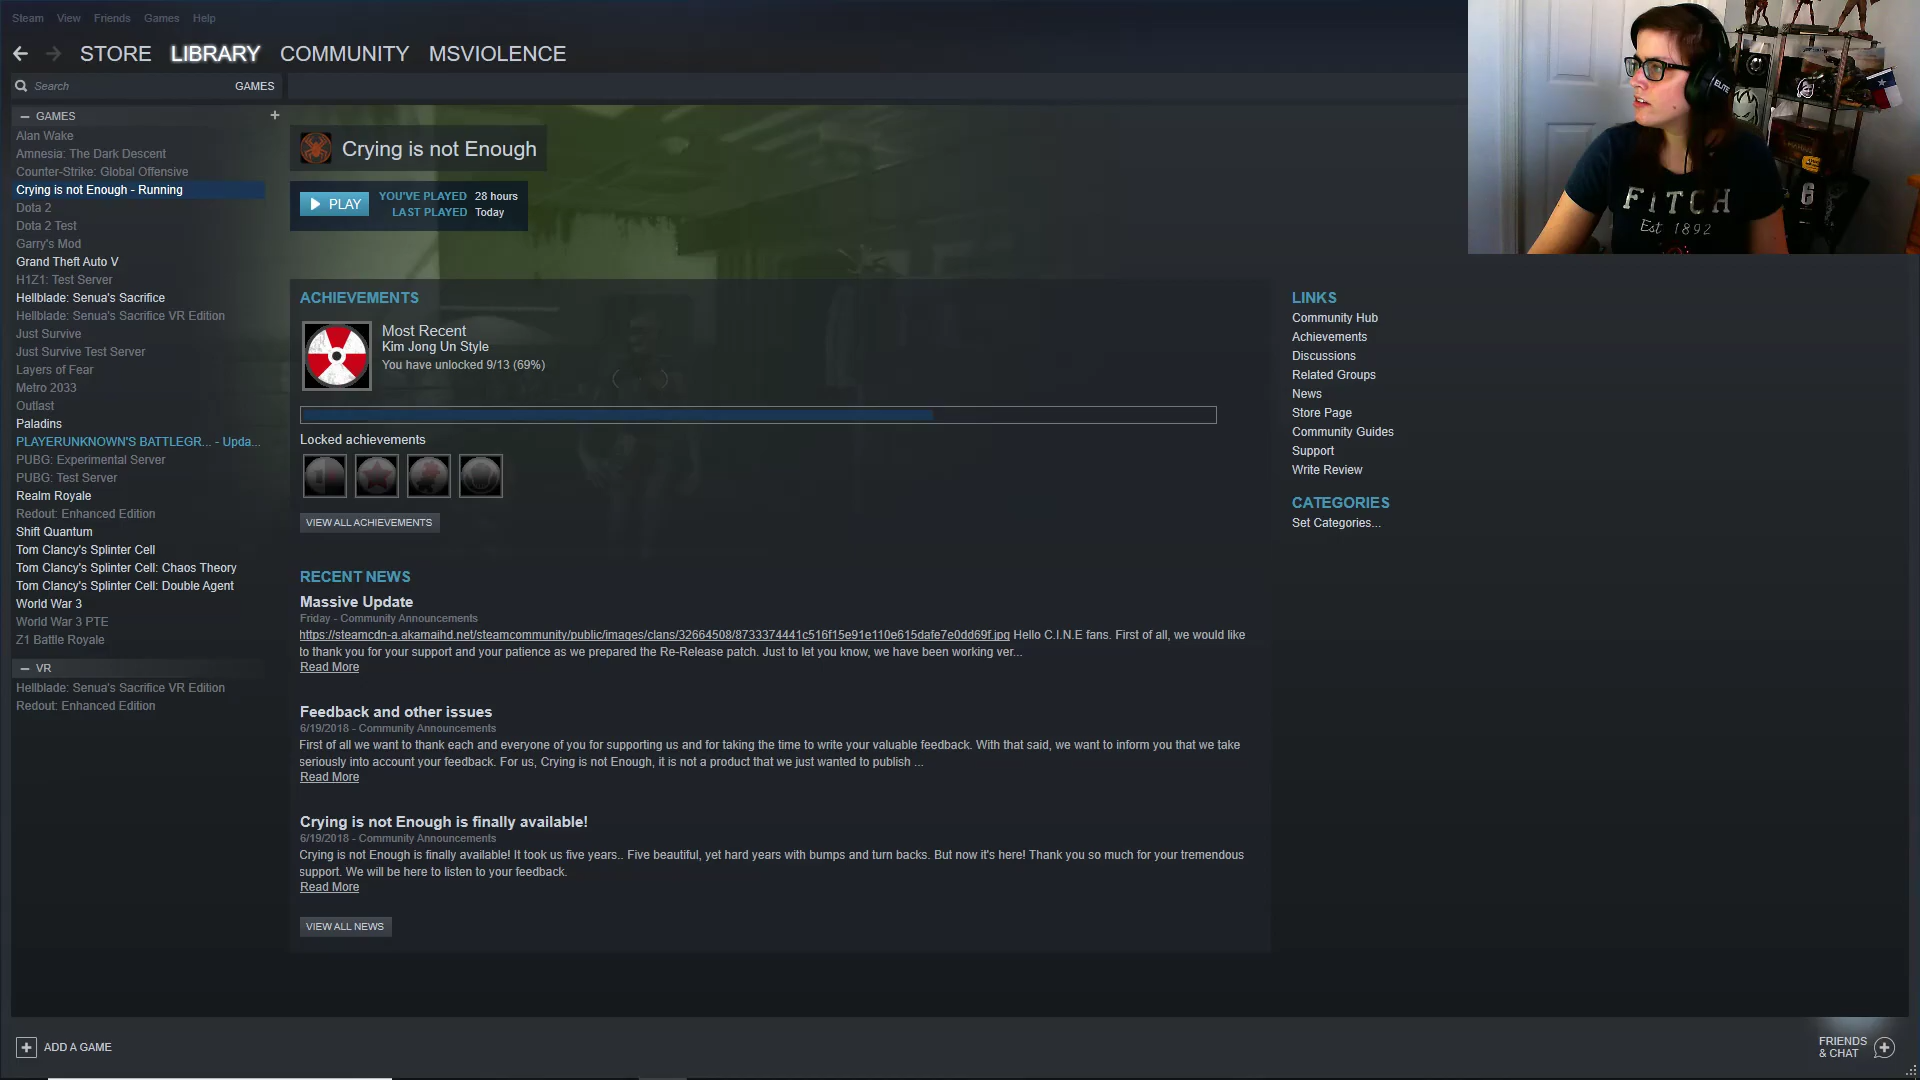 Steam View Friends Games Help
STORE LIBRARY COMMUNITY MSVIOLENCE
Search GAMES
GAMES
Alan Wake
Amnesia: The Dark Descent
Counter-Strike: Global Offensive
Crying is not Enough - Running
Dota 2
Dota 2 Test
Garry's Mod
Grand Theft Auto V
H1Z1: Test Server
Hellblade: Senua's Sacrifice
Hellblade: Senua's Sacrifice VR Edition
Just Survive
Just Survive Test Server
Layers of Fear
Metro 2033
Outlast
Paladins
PLAYERUNKNOWN'S BATTLEGR... - Upda...
PUBG: Experimental Server
PUBG: Test Server
Realm Royale
Redout: Enhanced Edition
Shift Quantum
Tom Clancy's Splinter Cell
Tom Clancy's Splinter Cell: Chaos Theory
Tom Clancy's Splinter Cell: Double Agent
World War 3
World War 3 PTE
Z1 Battle Royale
VR
Hellblade: Senua's Sacrifice VR Edition
Redout: Enhanced Edition
Crying is not Enough
PLAY
YOU'VE PLAYED 28 hours
LAST PLAYED Today
ACHIEVEMENTS
Most Recent
Kim Jong Un Style
You have unlocked 9/13 (69%)
Locked achievements
VIEW ALL ACHIEVEMENTS
RECENT NEWS
Massive Update
Friday - Community Announcements
https://steamcdn-a.akamaihd.net/steamcommunity/public/images/clans/32664508/8733374441c516f15e91e110e615dafe7e0dd69f.jpg Hello C.I.N.E fans. First of all, we would like
to thank you for your support and your patience as we prepared the Re-Release patch. Just to let you know, we have been working ver...
Read More
Feedback and other issues
6/19/2018 - Community Announcements
First of all we want to thank each and everyone of you for supporting us and for taking the time to write your valuable feedback. With that said, we want to inform you that we take
seriously into account your feedback. For us, Crying is not Enough, it is not a product that we just wanted to publish ...
Read More
Crying is not Enough is finally available!
6/19/2018 - Community Announcements
Crying is not Enough is finally available! It took us five years.. Five beautiful, yet hard years with bumps and turn backs. But now it's here! Thank you so much for your tremendous
support. We will be here to listen to your feedback.
Read More
VIEW ALL NEWS
LINKS
Community Hub
Achievements
Discussions
Related Groups
News
Store Page
Community Guides
Support
Write Review
CATEGORIES
Set Categories...
ELITE
FITCH
Est 1892
6
ADD A GAME
FRIENDS
& CHAT